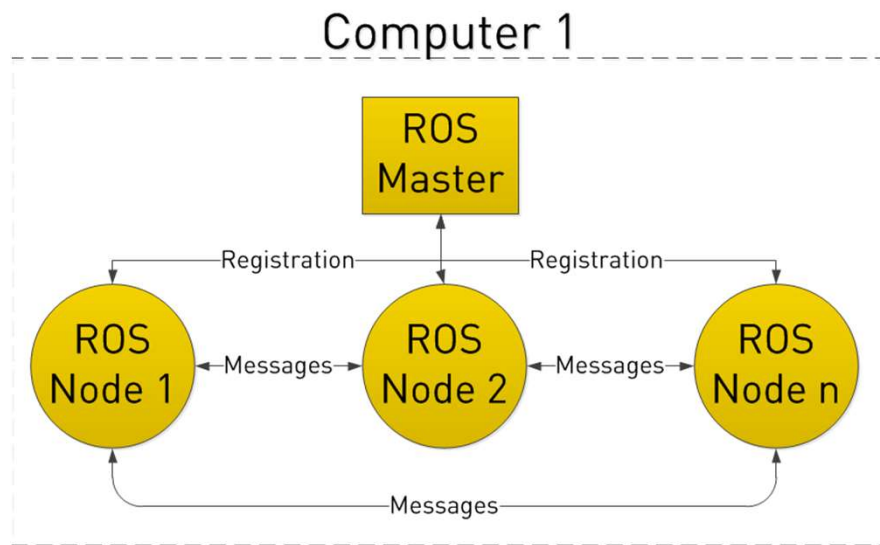 Computer 1
ROS
Master
Registration
Registration
ROS
Node 1
Messages
ROS
Node 2
Messages
ROS
Node n
Messages